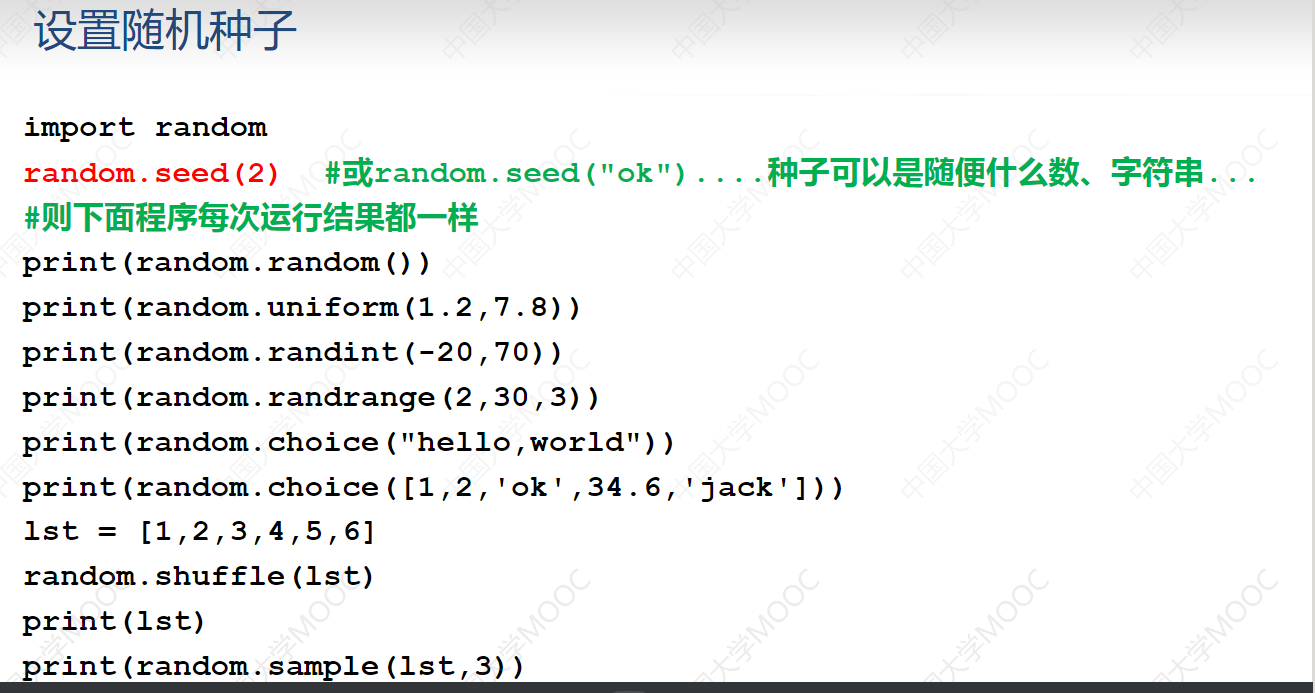 设置随机种子
import random
random.seed(2)  #或random.seed("ok")....种子可以是随便什么数、字符串...
#则下面程序每次运行结果都一样
print(random.random())
print(random.uniform(1.2,7.8))
print(random.randint(-20,70))
print(random.randrange(2,30,3))
print(random.choice("hello,world"))
print(random.choice([1,2,'ok',34.6,'jack']))
lst = [1,2,3,4,5,6]
random.shuffle(lst)
print(lst)
print(random.sample(lst,3))
中国大学MOOC